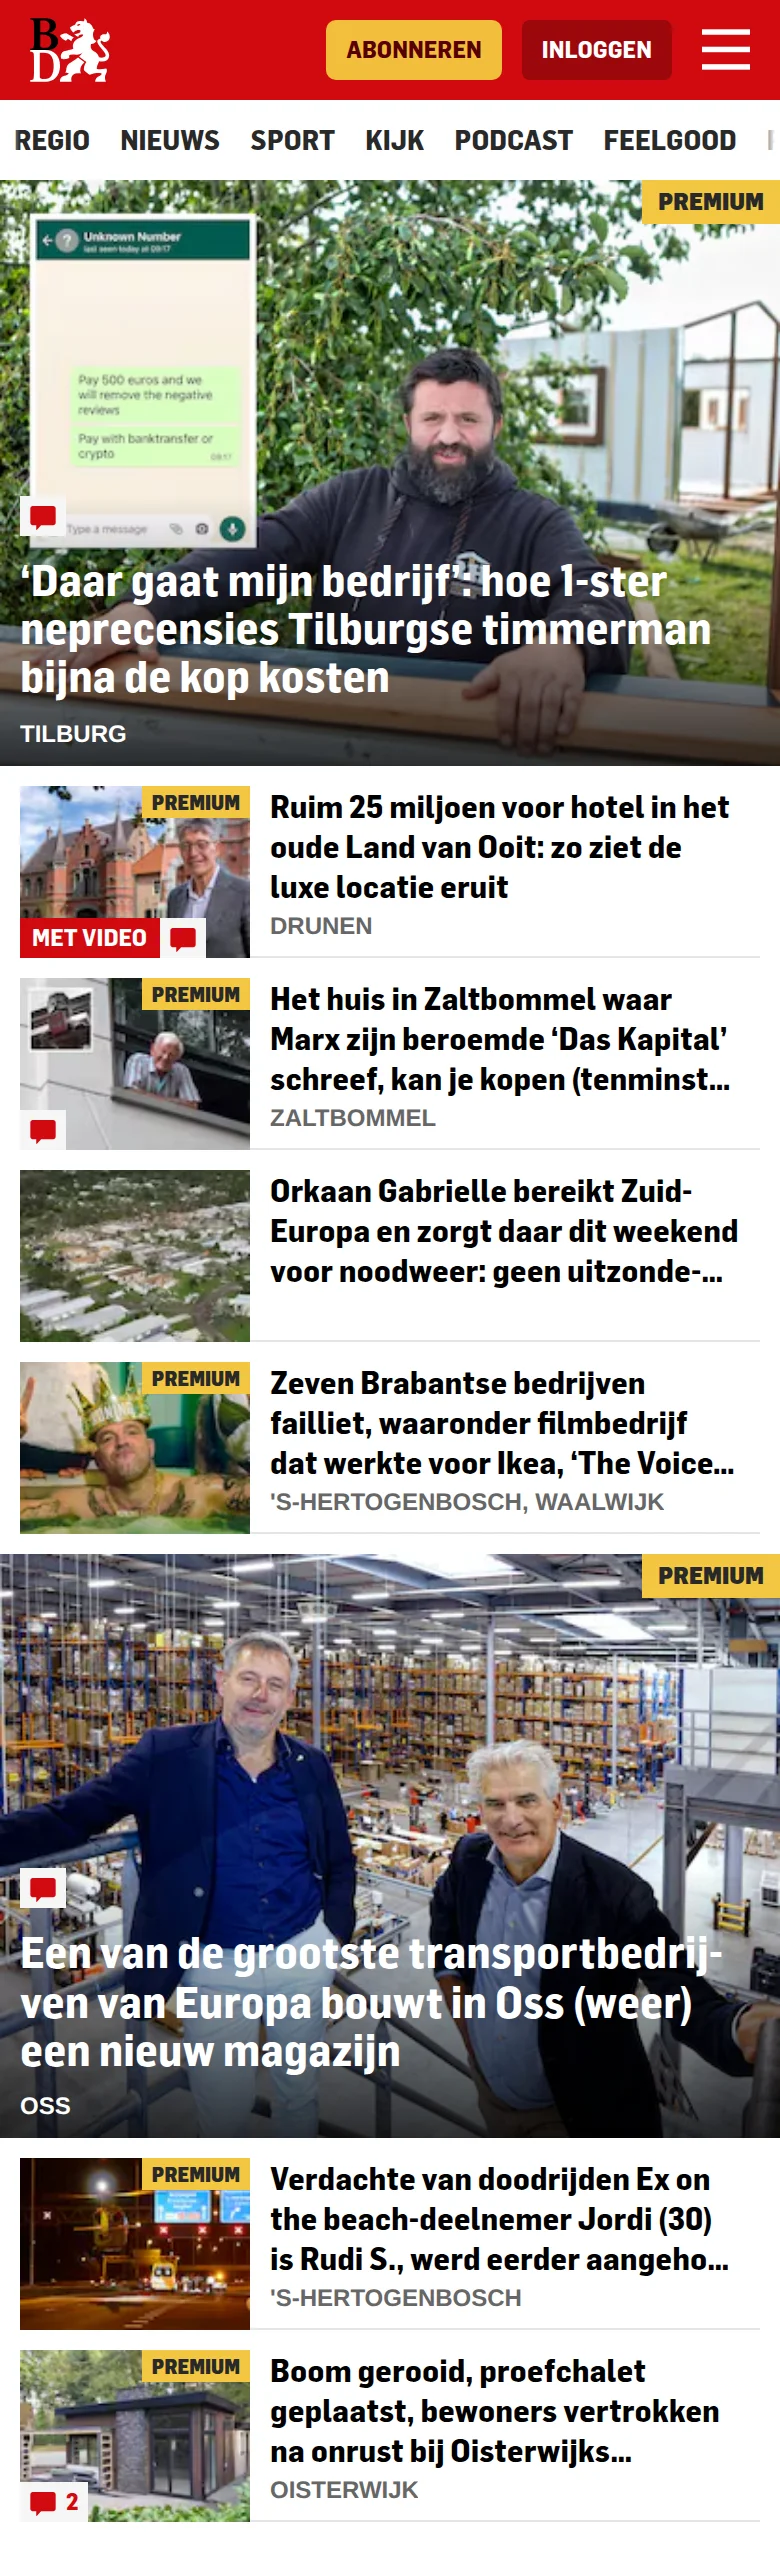 BD
ABONNEREN
INLOGGEN
REGIO NIEUWS SPORT KIJK PODCAST FEELGOOD
PREMIUM
Unknown Number
last seen today at 09:17
Pay 500 euros and we
will remove the negative
reviews
Pay with banktransfer or
crypto
09:17
Type a message
‘Daar gaat mijn bedrijf’: hoe 1-ster
neprecensies Tilburgse timmerman
bijna de kop kosten
TILBURG
PREMIUM
MET VIDEO
Ruim 25 miljoen voor hotel in het
oude Land van Ooit: zo ziet de
luxe locatie eruit
DRUNEN
PREMIUM
Het huis in Zaltbommel waar
Marx zijn beroemde ‘Das Kapital’
schreef, kan je kopen (tenminst...
ZALTBOMMEL
Orkaan Gabrielle bereikt Zuid-
Europa en zorgt daar dit weekend
voor noodweer: geen uitzonde-...
PREMIUM
Zeven Brabantse bedrijven
failliet, waaronder filmbedrijf
dat werkte voor Ikea, ‘The Voice...
'S-HERTOGENBOSCH, WAALWIJK
PREMIUM
Een van de grootste transportbedrij-
ven van Europa bouwt in Oss (weer)
een nieuw magazijn
OSS
PREMIUM
Verdachte van doodrijden Ex on
the beach-deelnemer Jordi (30)
is Rudi S., werd eerder aangeho...
'S-HERTOGENBOSCH
PREMIUM
2
Boom gerooid, proefchalet
geplaatst, bewoners vertrokken
na onrust bij Oisterwijks...
OISTERWIJK